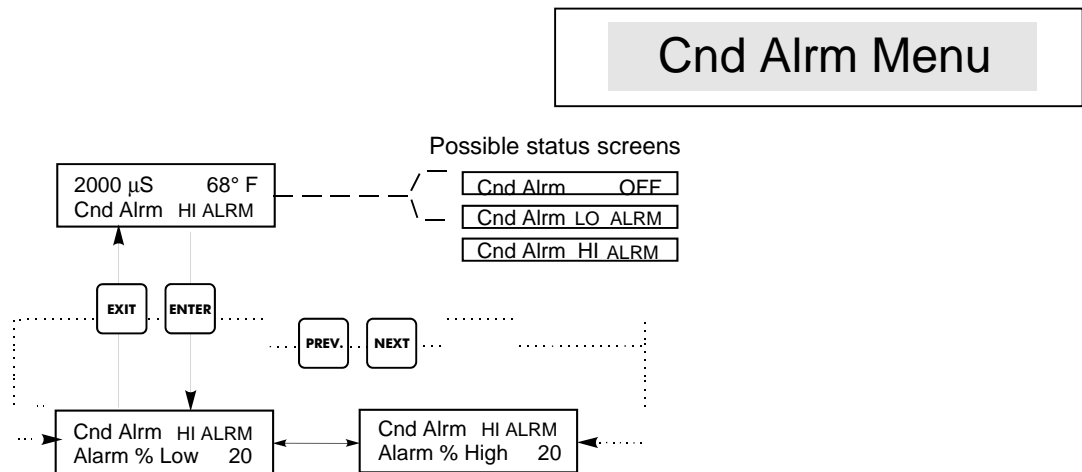 Cnd Alrm Menu
Possible status screens
2000 µS 68° F
Cnd Alrm HI ALRM
Cnd Alrm OFF
Cnd Alrm LO ALRM
Cnd Alrm HI ALRM
EXIT
ENTER
PREV.
NEXT
Cnd Alrm HI ALRM
Alarm % Low 20
Cnd Alrm HI ALRM
Alarm % High 20